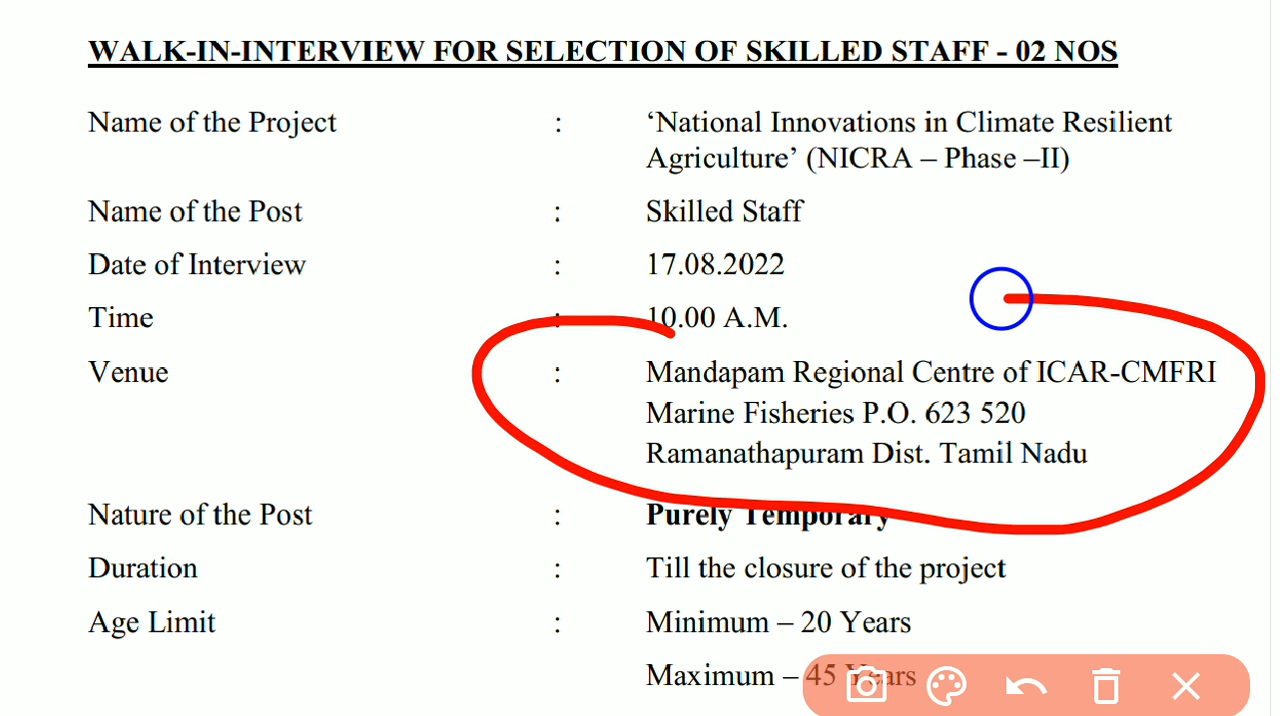 WALK-IN-INTERVIEW FOR SELECTION OF SKILLED STAFF - 02 NOS
Name of the Project : ‘National Innovations in Climate Resilient
Agriculture’ (NICRA – Phase –II)
Name of the Post : Skilled Staff
Date of Interview : 17.08.2022
Time : 10.00 A.M.
Venue : Mandapam Regional Centre of ICAR-CMFRI
Marine Fisheries P.O. 623 520
Ramanathapuram Dist. Tamil Nadu
Nature of the Post : Purely Temporary
Duration : Till the closure of the project
Age Limit : Minimum – 20 Years
Maximum – 45 Years